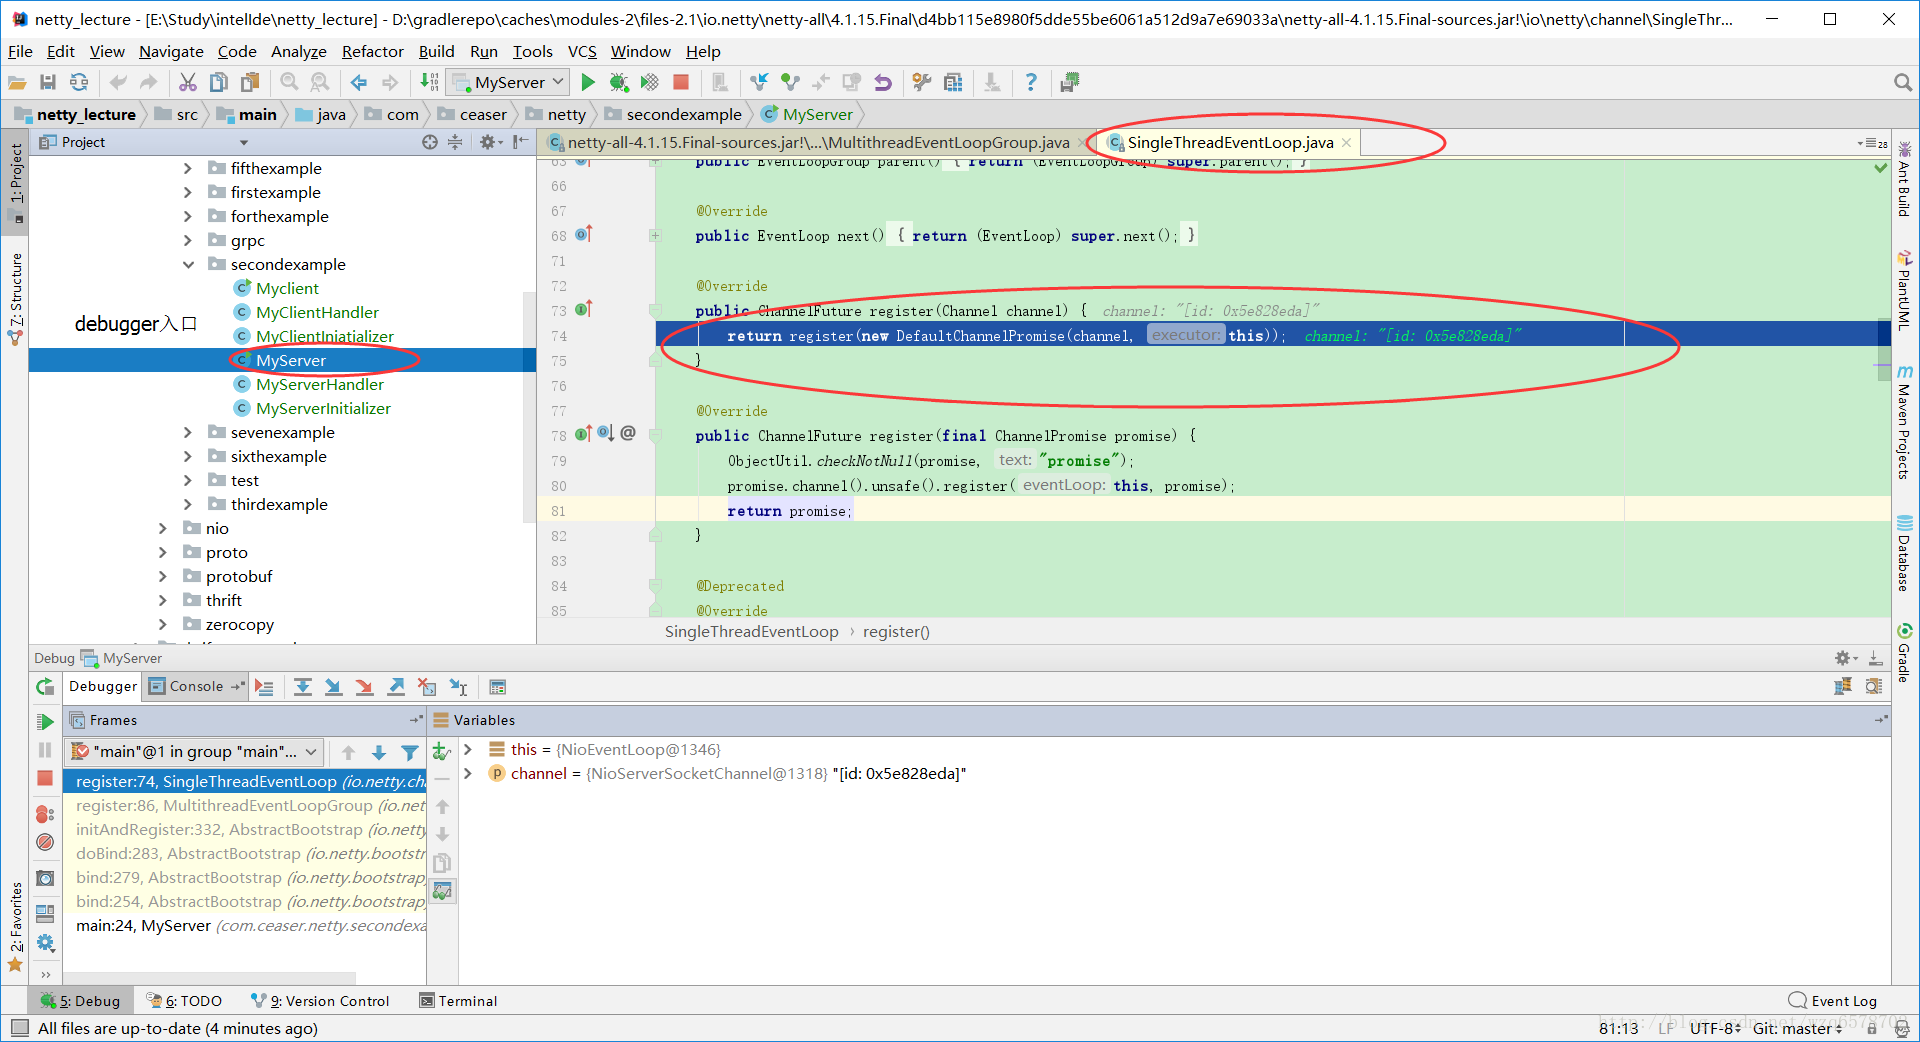 netty_lecture - [E:\Study\intelIde\netty_lecture] - D:\gradlerepo\caches\modules-2\files-2.1\io.netty\netty-all\4.1.15.Final\d4bb115e8980f5dde55be6061a512d9a7e69033a\netty-all-4.1.15.Final-sources.jar!\io\netty\channel\SingleThr...
File Edit View Navigate Code Analyze Refactor Build Run Tools VCS Window Help
MyServer
netty_lecture src main java com ceaser netty secondexample MyServer
Project
netty-all-4.1.15.Final-sources.jar!\...\MultithreadEventLoopGroup.java
SingleThreadEventLoop.java
28
1: Project
Z: Structure
2: Favorites
fifthexample
firstexample
forthexample
grpc
secondexample
Myclient
MyClientHandler
MyClientIniatializer
MyServer
MyServerHandler
MyServerInitializer
sevenexample
sixthexample
test
thirdexample
nio
proto
protobuf
thrift
zerocopy
debugger入口
63 public EventLoopGroup parent() { return (EventLoopGroup) super.parent(); }
66
67 @Override
68 public EventLoop next() { return (EventLoop) super.next(); }
71
72 @Override
73 public ChannelFuture register(Channel channel) { channel: "[id: 0x5e828eda]"
74 return register(new DefaultChannelPromise(channel, executor: this)); channel: "[id: 0x5e828eda]"
75 }
76
77 @Override
78 @ public ChannelFuture register(final ChannelPromise promise) {
79 ObjectUtil.checkNotNull(promise, text: "promise");
80 promise.channel().unsafe().register( eventLoop: this, promise);
81 return promise;
82 }
83
84 @Deprecated
85 @Override
SingleThreadEventLoop › register()
Ant Build
PlantUML
Maven Projects
Database
Gradle
Debug MyServer
Debugger Console
Frames
Variables
"main"@1 in group "main"...
register:74, SingleThreadEventLoop (io.netty.cha
register:86, MultithreadEventLoopGroup (io.net
initAndRegister:332, AbstractBootstrap (io.netty
doBind:283, AbstractBootstrap (io.netty.bootstr
bind:279, AbstractBootstrap (io.netty.bootstrap
bind:254, AbstractBootstrap (io.netty.bootstrap
main:24, MyServer (com.ceaser.netty.secondexa
this = {NioEventLoop@1346}
channel = {NioServerSocketChannel@1318} "[id: 0x5e828eda]"
5: Debug 6: TODO 9: Version Control Terminal Event Log
All files are up-to-date (4 minutes ago)
81:13 LF UTF-8 Git: master